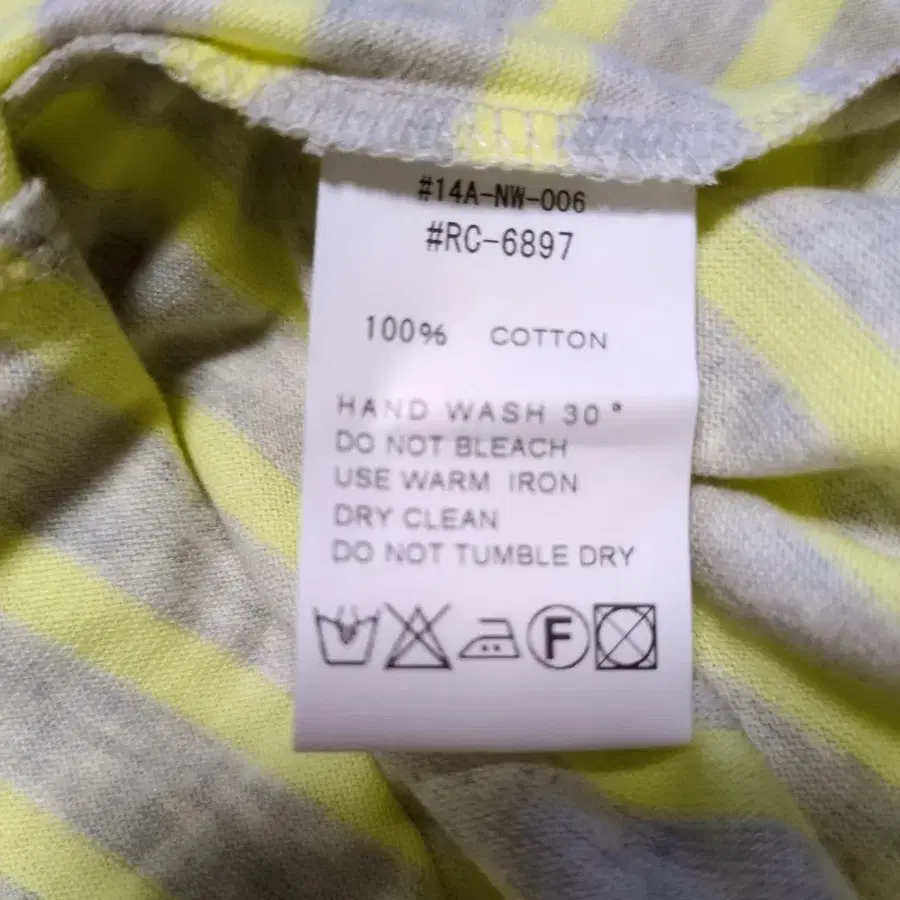 #14A-NW-006
#RC-6897
100% COTTON
HAND WASH 30°
DO NOT BLEACH
USE WARM IRON
DRY CLEAN
DO NOT TUMBLE DRY
F